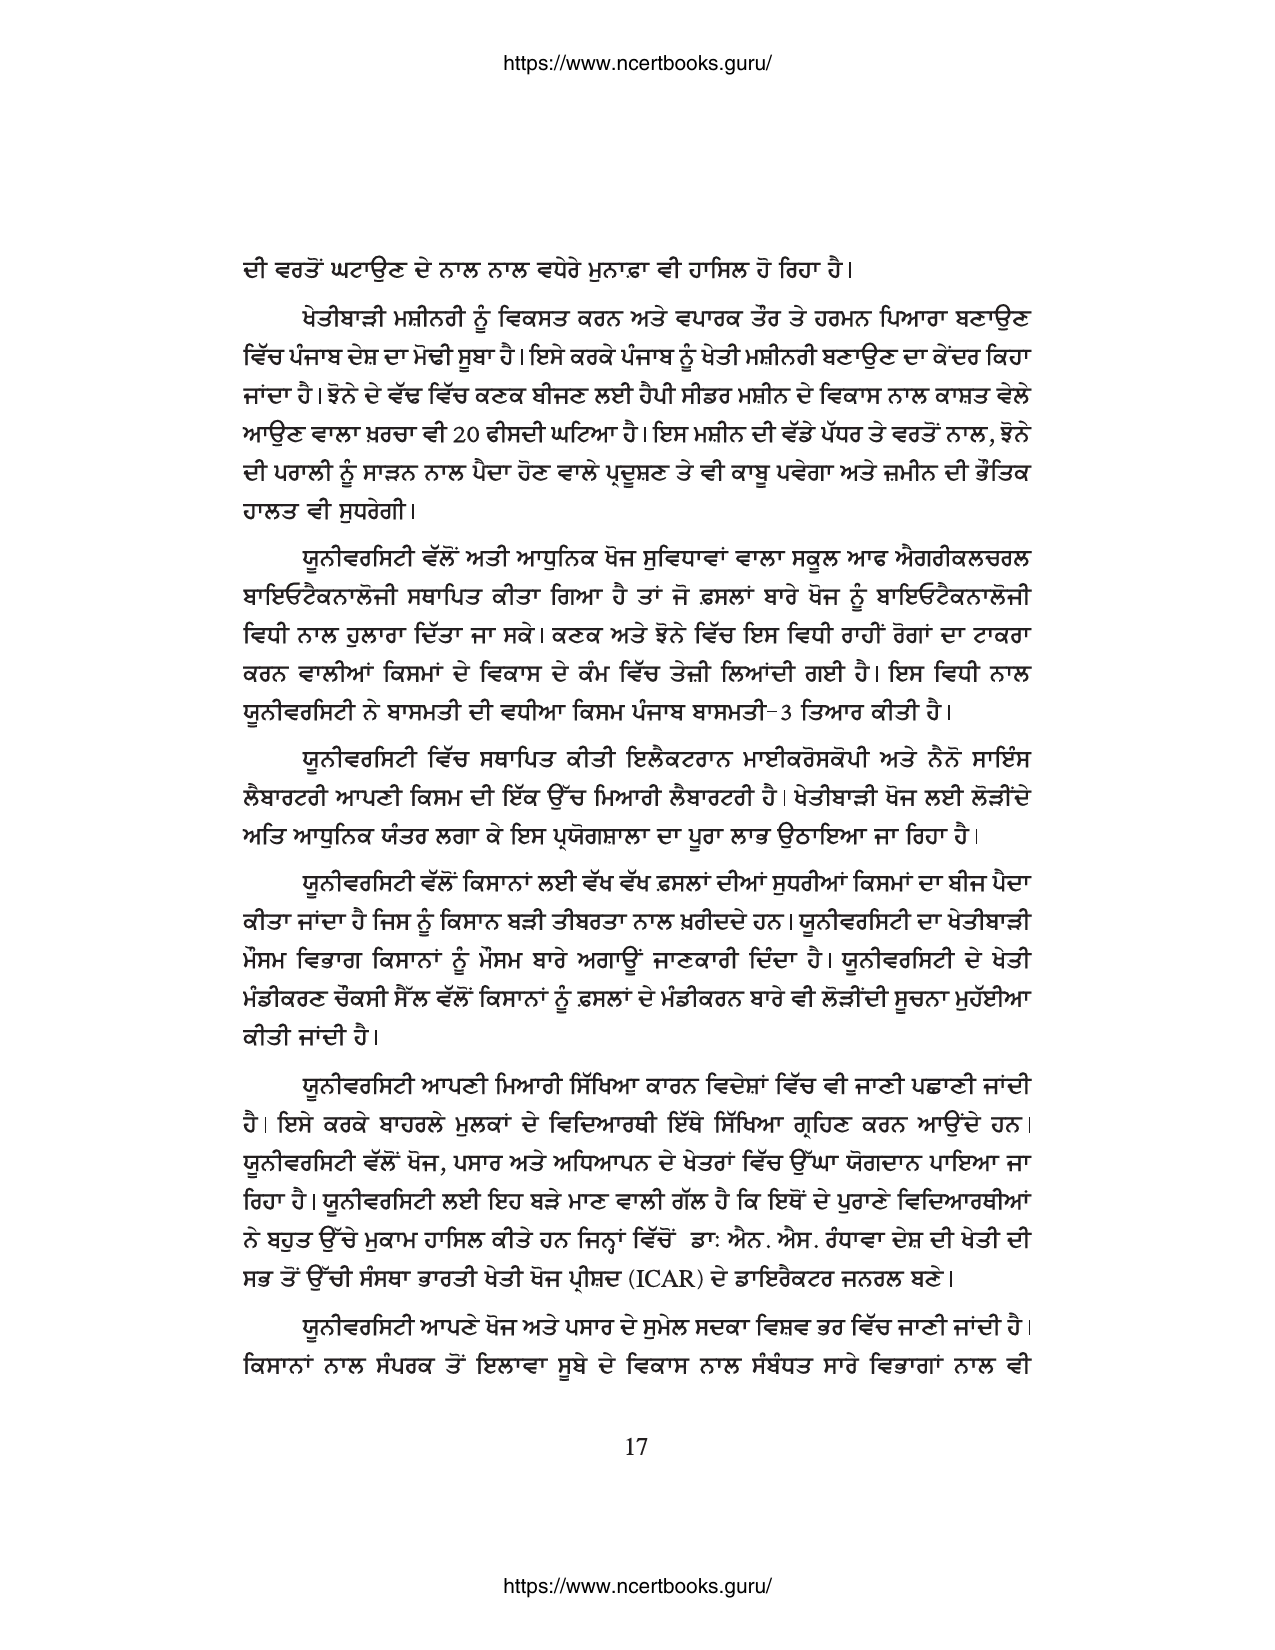 https://www.ncertbooks.guru/
ਦੀ ਵਰਤੋਂ ਘਟਾਉਣ ਦੇ ਨਾਲ ਨਾਲ ਵਧੇਰੇ ਮੁਨਾਫ਼ਾ ਵੀ ਹਾਸਿਲ ਹੋ ਰਿਹਾ ਹੈ।
ਖੇਤੀਬਾੜੀ ਮਸ਼ੀਨਰੀ ਨੂੰ ਵਿਕਸਤ ਕਰਨ ਅਤੇ ਵਪਾਰਕ ਤੌਰ ਤੇ ਹਰਮਨ ਪਿਆਰਾ ਬਣਾਉਣ
ਵਿੱਚ ਪੰਜਾਬ ਦੇਸ਼ ਦਾ ਮੋਢੀ ਸੂਬਾ ਹੈ। ਇਸੇ ਕਰਕੇ ਪੰਜਾਬ ਨੂੰ ਖੇਤੀ ਮਸ਼ੀਨਰੀ ਬਣਾਉਣ ਦਾ ਕੇਂਦਰ ਕਿਹਾ
ਜਾਂਦਾ ਹੈ। ਝੋਨੇ ਦੇ ਵੱਢ ਵਿੱਚ ਕਣਕ ਬੀਜਣ ਲਈ ਹੈਪੀ ਸੀਡਰ ਮਸ਼ੀਨ ਦੇ ਵਿਕਾਸ ਨਾਲ ਕਾਸ਼ਤ ਵੇਲੇ
ਆਉਣ ਵਾਲਾ ਖ਼ਰਚਾ ਵੀ 20 ਫੀਸਦੀ ਘਟਿਆ ਹੈ। ਇਸ ਮਸ਼ੀਨ ਦੀ ਵੱਡੇ ਪੱਧਰ ਤੇ ਵਰਤੋਂ ਨਾਲ, ਝੋਨੇ
ਦੀ ਪਰਾਲੀ ਨੂੰ ਸਾੜਨ ਨਾਲ ਪੈਦਾ ਹੋਣ ਵਾਲੇ ਪ੍ਰਦੂਸ਼ਣ ਤੇ ਵੀ ਕਾਬੂ ਪਵੇਗਾ ਅਤੇ ਜ਼ਮੀਨ ਦੀ ਭੌਤਿਕ
ਹਾਲਤ ਵੀ ਸੁਧਰੇਗੀ।
ਯੂਨੀਵਰਸਿਟੀ ਵੱਲੋਂ ਅਤੀ ਆਧੁਨਿਕ ਖੋਜ ਸੁਵਿਧਾਵਾਂ ਵਾਲਾ ਸਕੂਲ ਆਫ ਐਗਰੀਕਲਚਰਲ
ਬਾਇਓਟੈਕਨਾਲੋਜੀ ਸਥਾਪਿਤ ਕੀਤਾ ਗਿਆ ਹੈ ਤਾਂ ਜੋ ਫ਼ਸਲਾਂ ਬਾਰੇ ਖੋਜ ਨੂੰ ਬਾਇਓਟੈਕਨਾਲੋਜੀ
ਵਿਧੀ ਨਾਲ ਹੁਲਾਰਾ ਦਿੱਤਾ ਜਾ ਸਕੇ। ਕਣਕ ਅਤੇ ਝੋਨੇ ਵਿੱਚ ਇਸ ਵਿਧੀ ਰਾਹੀਂ ਰੋਗਾਂ ਦਾ ਟਾਕਰਾ
ਕਰਨ ਵਾਲੀਆਂ ਕਿਸਮਾਂ ਦੇ ਵਿਕਾਸ ਦੇ ਕੰਮ ਵਿੱਚ ਤੇਜ਼ੀ ਲਿਆਂਦੀ ਗਈ ਹੈ। ਇਸ ਵਿਧੀ ਨਾਲ
ਯੂਨੀਵਰਸਿਟੀ ਨੇ ਬਾਸਮਤੀ ਦੀ ਵਧੀਆ ਕਿਸਮ ਪੰਜਾਬ ਬਾਸਮਤੀ-3 ਤਿਆਰ ਕੀਤੀ ਹੈ।
ਯੂਨੀਵਰਸਿਟੀ ਵਿੱਚ ਸਥਾਪਿਤ ਕੀਤੀ ਇਲੈਕਟਰਾਨ ਮਾਈਕਰੋਸਕੋਪੀ ਅਤੇ ਨੈਨੋ ਸਾਇੰਸ
ਲੈਬਾਰਟਰੀ ਆਪਣੀ ਕਿਸਮ ਦੀ ਇੱਕ ਉੱਚ ਮਿਆਰੀ ਲੈਬਾਰਟਰੀ ਹੈ। ਖੇਤੀਬਾੜੀ ਖੋਜ ਲਈ ਲੋੜੀਂਦੇ
ਅਤਿ ਆਧੁਨਿਕ ਯੰਤਰ ਲਗਾ ਕੇ ਇਸ ਪ੍ਰਯੋਗਸ਼ਾਲਾ ਦਾ ਪੂਰਾ ਲਾਭ ਉਠਾਇਆ ਜਾ ਰਿਹਾ ਹੈ।
ਯੂਨੀਵਰਸਿਟੀ ਵੱਲੋਂ ਕਿਸਾਨਾਂ ਲਈ ਵੱਖ ਵੱਖ ਫ਼ਸਲਾਂ ਦੀਆਂ ਸੁਧਰੀਆਂ ਕਿਸਮਾਂ ਦਾ ਬੀਜ ਪੈਦਾ
ਕੀਤਾ ਜਾਂਦਾ ਹੈ ਜਿਸ ਨੂੰ ਕਿਸਾਨ ਬੜੀ ਤੀਬਰਤਾ ਨਾਲ ਖ਼ਰੀਦਦੇ ਹਨ। ਯੂਨੀਵਰਸਿਟੀ ਦਾ ਖੇਤੀਬਾੜੀ
ਮੌਸਮ ਵਿਭਾਗ ਕਿਸਾਨਾਂ ਨੂੰ ਮੌਸਮ ਬਾਰੇ ਅਗਾਊਂ ਜਾਣਕਾਰੀ ਦਿੰਦਾ ਹੈ। ਯੂਨੀਵਰਸਿਟੀ ਦੇ ਖੇਤੀ
ਮੰਡੀਕਰਣ ਚੌਕਸੀ ਸੈੱਲ ਵੱਲੋਂ ਕਿਸਾਨਾਂ ਨੂੰ ਫ਼ਸਲਾਂ ਦੇ ਮੰਡੀਕਰਨ ਬਾਰੇ ਵੀ ਲੋੜੀਂਦੀ ਸੂਚਨਾ ਮੁਹੱਈਆ
ਕੀਤੀ ਜਾਂਦੀ ਹੈ।
ਯੂਨੀਵਰਸਿਟੀ ਆਪਣੀ ਮਿਆਰੀ ਸਿੱਖਿਆ ਕਾਰਨ ਵਿਦੇਸ਼ਾਂ ਵਿੱਚ ਵੀ ਜਾਣੀ ਪਛਾਣੀ ਜਾਂਦੀ
ਹੈ। ਇਸੇ ਕਰਕੇ ਬਾਹਰਲੇ ਮੁਲਕਾਂ ਦੇ ਵਿਦਿਆਰਥੀ ਇੱਥੇ ਸਿੱਖਿਆ ਗ੍ਰਹਿਣ ਕਰਨ ਆਉਂਦੇ ਹਨ।
ਯੂਨੀਵਰਸਿਟੀ ਵੱਲੋਂ ਖੋਜ, ਪਸਾਰ ਅਤੇ ਅਧਿਆਪਨ ਦੇ ਖੇਤਰਾਂ ਵਿੱਚ ਉੱਘਾ ਯੋਗਦਾਨ ਪਾਇਆ ਜਾ
ਰਿਹਾ ਹੈ। ਯੂਨੀਵਰਸਿਟੀ ਲਈ ਇਹ ਬੜੇ ਮਾਣ ਵਾਲੀ ਗੱਲ ਹੈ ਕਿ ਇਥੋਂ ਦੇ ਪੁਰਾਣੇ ਵਿਦਿਆਰਥੀਆਂ
ਨੇ ਬਹੁਤ ਉੱਚੇ ਮੁਕਾਮ ਹਾਸਿਲ ਕੀਤੇ ਹਨ ਜਿਨ੍ਹਾਂ ਵਿੱਚੋਂ ਡਾਃ ਐਨ. ਐਸ. ਰੰਧਾਵਾ ਦੇਸ਼ ਦੀ ਖੇਤੀ ਦੀ
ਸਭ ਤੋਂ ਉੱਚੀ ਸੰਸਥਾ ਭਾਰਤੀ ਖੇਤੀ ਖੋਜ ਪ੍ਰੀਸ਼ਦ (ICAR) ਦੇ ਡਾਇਰੈਕਟਰ ਜਨਰਲ ਬਣੇ।
ਯੂਨੀਵਰਸਿਟੀ ਆਪਣੇ ਖੋਜ ਅਤੇ ਪਸਾਰ ਦੇ ਸੁਮੇਲ ਸਦਕਾ ਵਿਸ਼ਵ ਭਰ ਵਿੱਚ ਜਾਣੀ ਜਾਂਦੀ ਹੈ।
ਕਿਸਾਨਾਂ ਨਾਲ ਸੰਪਰਕ ਤੋਂ ਇਲਾਵਾ ਸੂਬੇ ਦੇ ਵਿਕਾਸ ਨਾਲ ਸੰਬੰਧਤ ਸਾਰੇ ਵਿਭਾਗਾਂ ਨਾਲ ਵੀ
17
https://www.ncertbooks.guru/